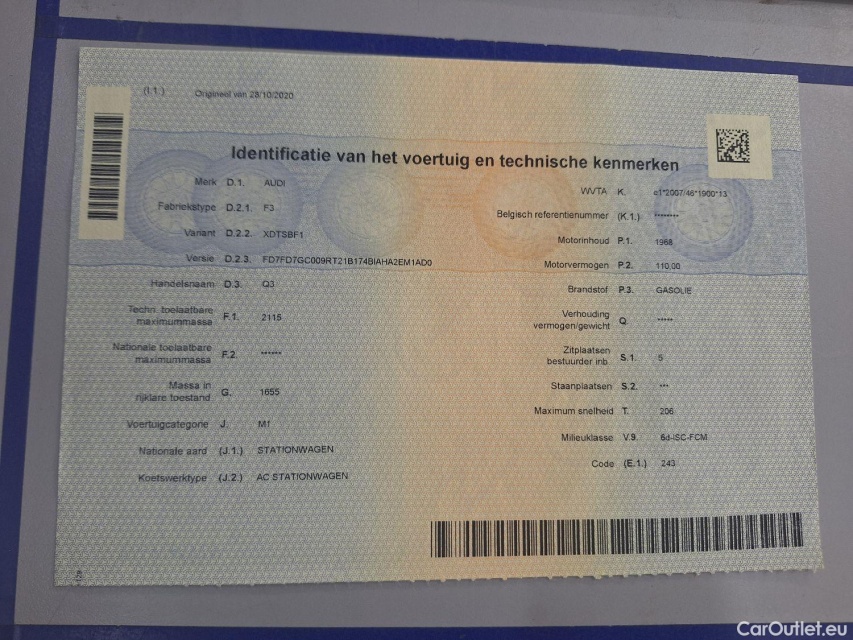 (I.1.) Origineel van 28/10/2020
Identificatie van het voertuig en technische kenmerken
Merk D.1. AUDI
Fabriekstype D.2.1. F3
Variant D.2.2. XDTSBF1
Versie D.2.3. FD7FD7GC009RT21B174BIAHA2EM1AD0
Handelsnaam D.3. Q3
Techn. toelaatbare
maximummassa F.1. 2115
Nationale toelaatbare
maximummassa F.2. ******
Massa in
rijklare toestand G. 1655
Voertuigcategorie J. M1
Nationale aard (J.1.) STATIONWAGEN
Koetswerktype (J.2.) AC STATIONWAGEN
WVTA K. e1*2007/46*1900*13
Belgisch referentienummer (K.1.) ********
Motorinhoud P.1. 1968
Motorvermogen P.2. 110,00
Brandstof P.3. GASOLIE
Verhouding
vermogen/gewicht Q. *****
Zitplaatsen
bestuurder inb. S.1. 5
Staanplaatsen S.2. ***
Maximum snelheid T. 206
Milieuklasse V.9. 6d-ISC-FCM
Code (E.1.) 243
CarOutlet.eu